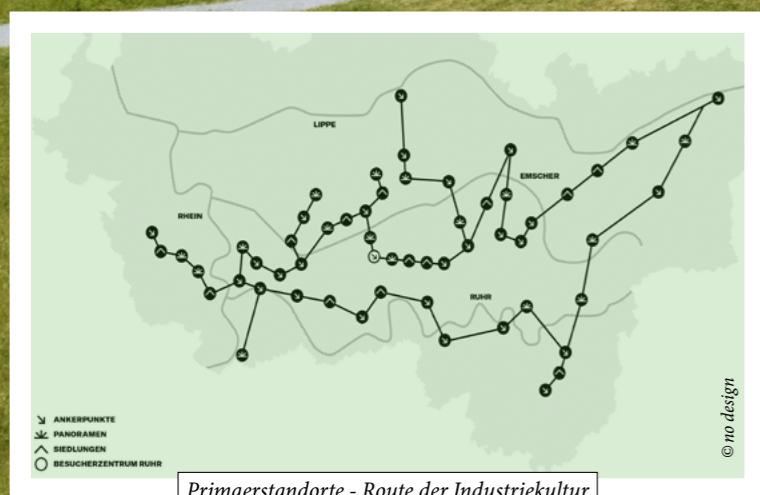 LIPPE
EMSCHER
RHEIN
RUHR
ANKERPUNKTE
PANORAMEN
SIEDLUNGEN
BESUCHERZENTRUM RUHR
© no design
Primaerstandorte - Route der Industriekultur